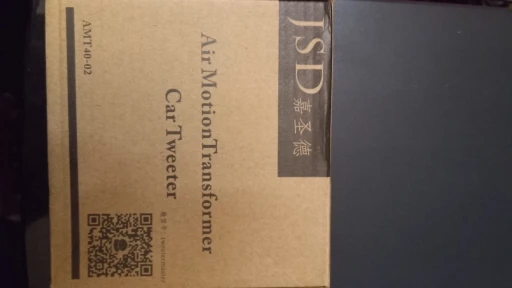 JSD 嘉圣德
Air MotionTransformer
Car Tweeter
AMT40-02